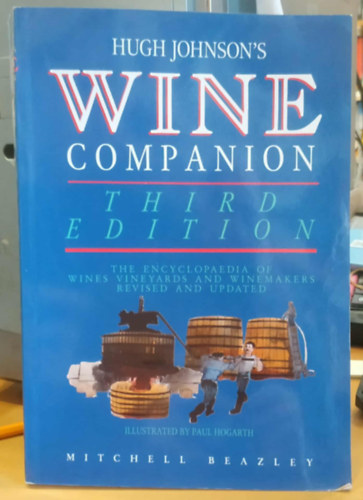 HUGH JOHNSON'S
WINE
COMPANION
THIRD
EDITION
THE ENCYCLOPAEDIA OF
WINES VINEYARDS AND WINEMAKERS
REVISED AND UPDATED
ILLUSTRATED BY PAUL HOGARTH
MITCHELL BEAZLEY